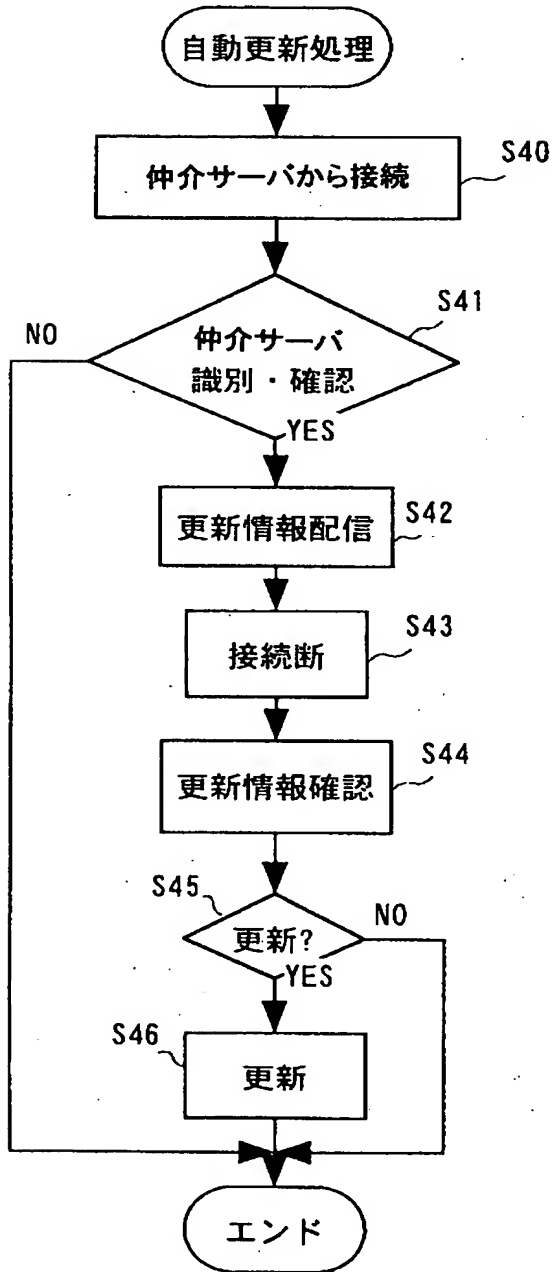 自動更新処理
仲介サーバから接続
S40
S41
NO
仲介サーバ
識別・確認
YES
更新情報配信
S42
接続断
S43
更新情報確認
S44
S45
更新?
NO
YES
S46
更新
エンド